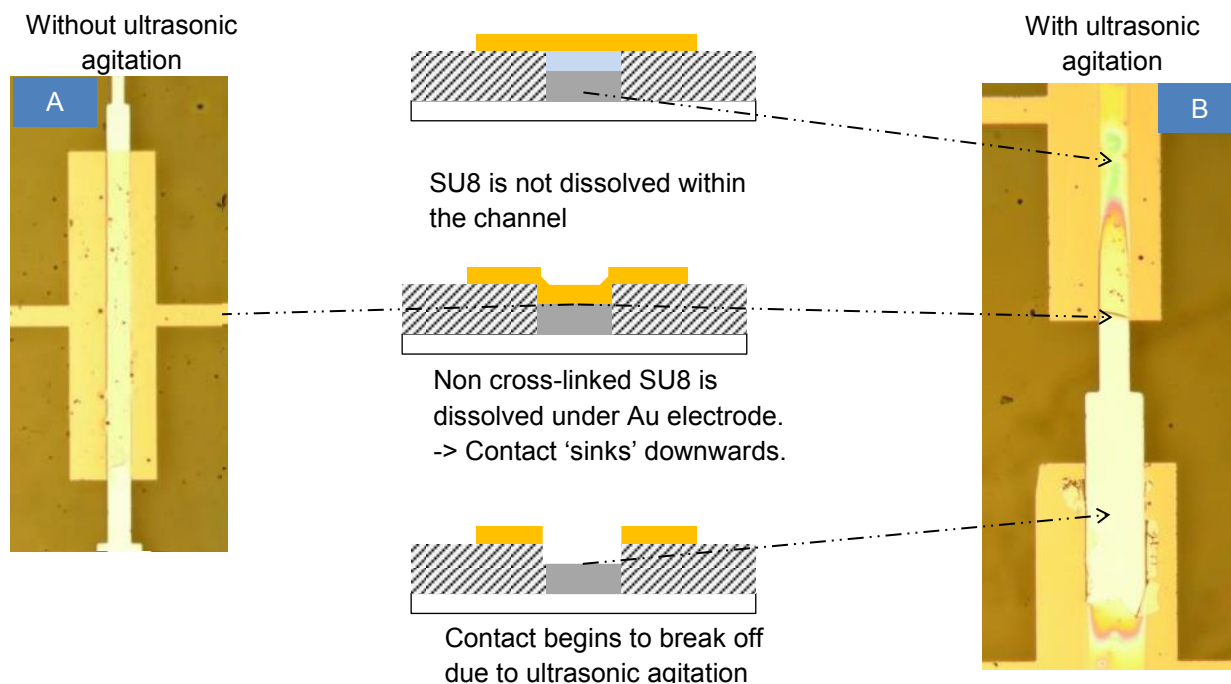 Without ultrasonic
agitation
With ultrasonic
agitation
A
B
SU8 is not dissolved within
the channel
Non cross-linked SU8 is
dissolved under Au electrode.
-> Contact ‘sinks’ downwards.
Contact begins to break off
due to ultrasonic agitation